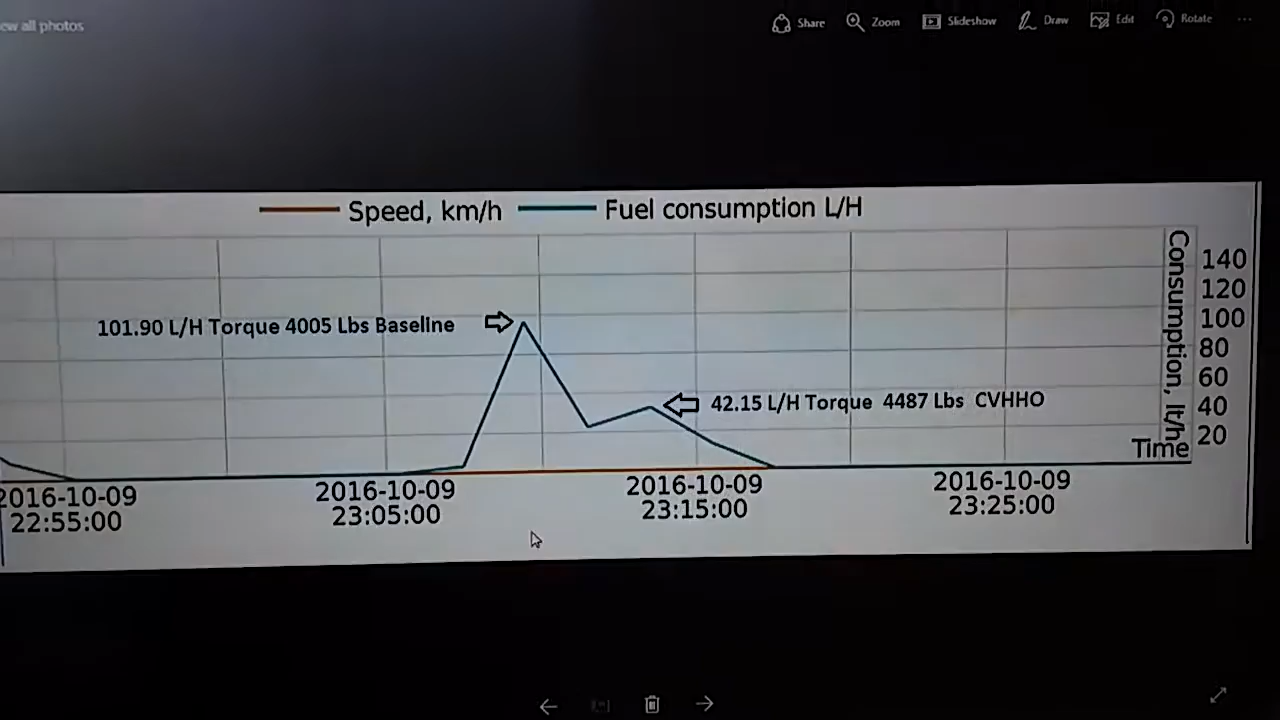 ew all photos
Share
Zoom
Slideshow
Draw
Edit
Rotate
Speed, km/h
Fuel consumption L/H
101.90 L/H Torque 4005 Lbs Baseline
42.15 L/H Torque 4487 Lbs CVHHO
Consumption, lt/h
140
120
100
80
60
40
20
Time
2016-10-09
22:55:00
2016-10-09
23:05:00
2016-10-09
23:15:00
2016-10-09
23:25:00